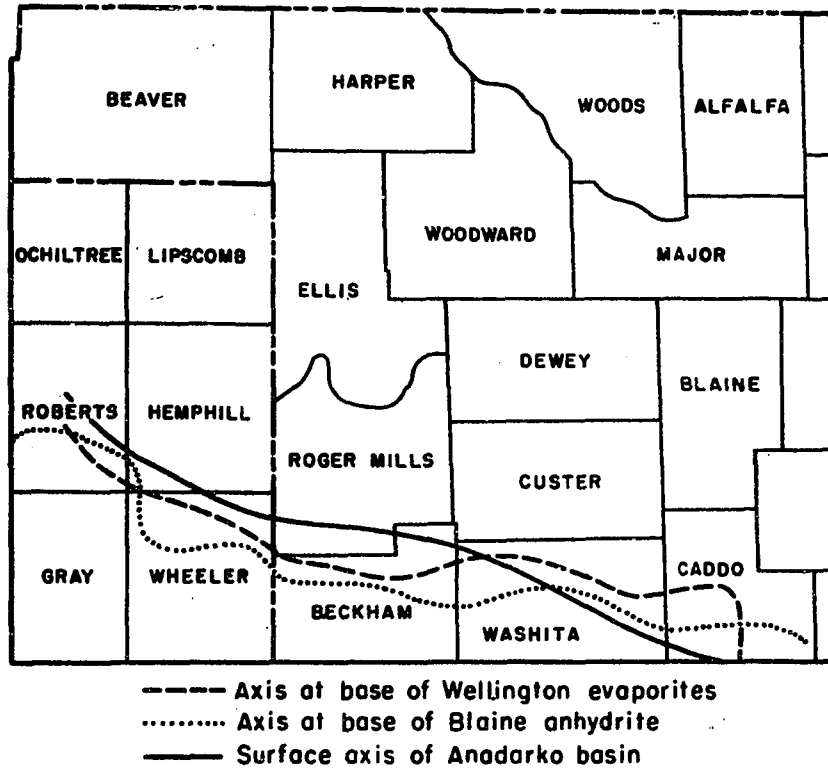 BEAVER
HARPER
WOODS
ALFALFA
OCHILTREE
LIPSCOMB
WOODWARD
MAJOR
ELLIS
DEWEY
BLAINE
ROBERTS
HEMPHILL
ROGER MILLS
CUSTER
GRAY
WHEELER
BECKHAM
WASHITA
CADDO
Axis at base of Wellington evaporites
Axis at base of Blaine anhydrite
Surface axis of Anadarko basin